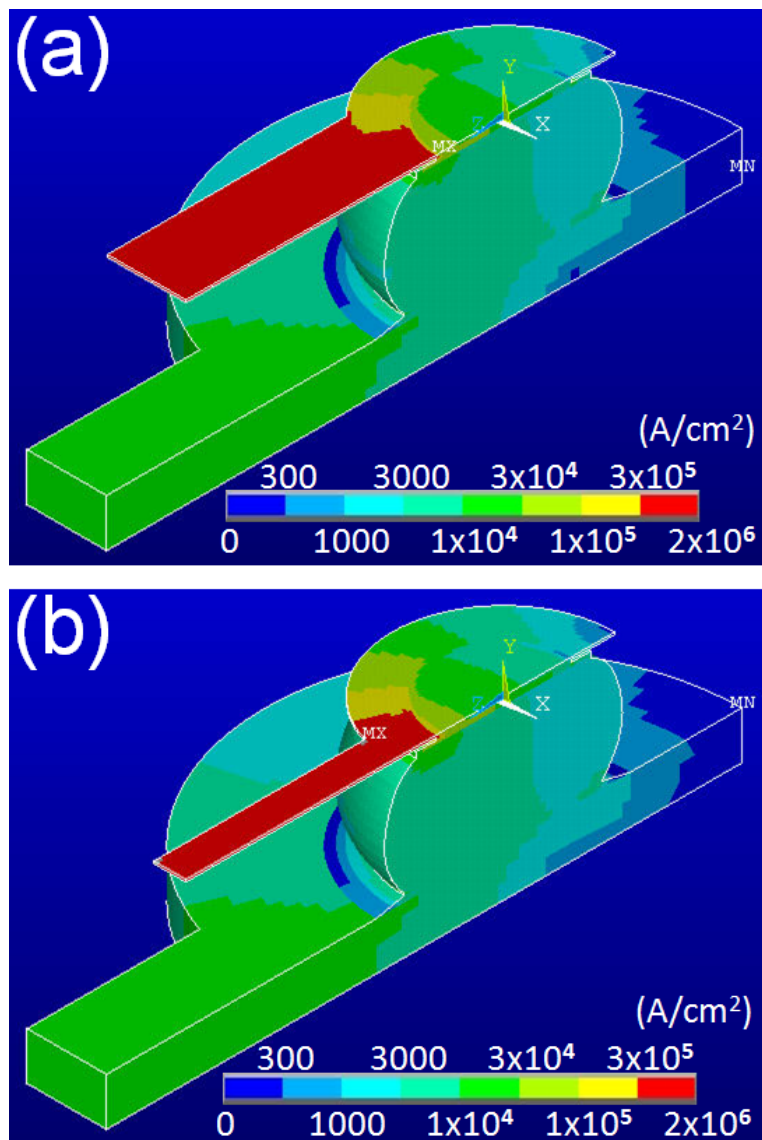 (a)
Y
Z
X
MX
MN
(A/cm²)
300 3000 3x10⁴ 3x10⁵
0 1000 1x10⁴ 1x10⁵ 2x10⁶
(b)
Y
MN
Z
X
MX
(A/cm²)
300 3000 3x10⁴ 3x10⁵
0 1000 1x10⁴ 1x10⁵ 2x10⁶